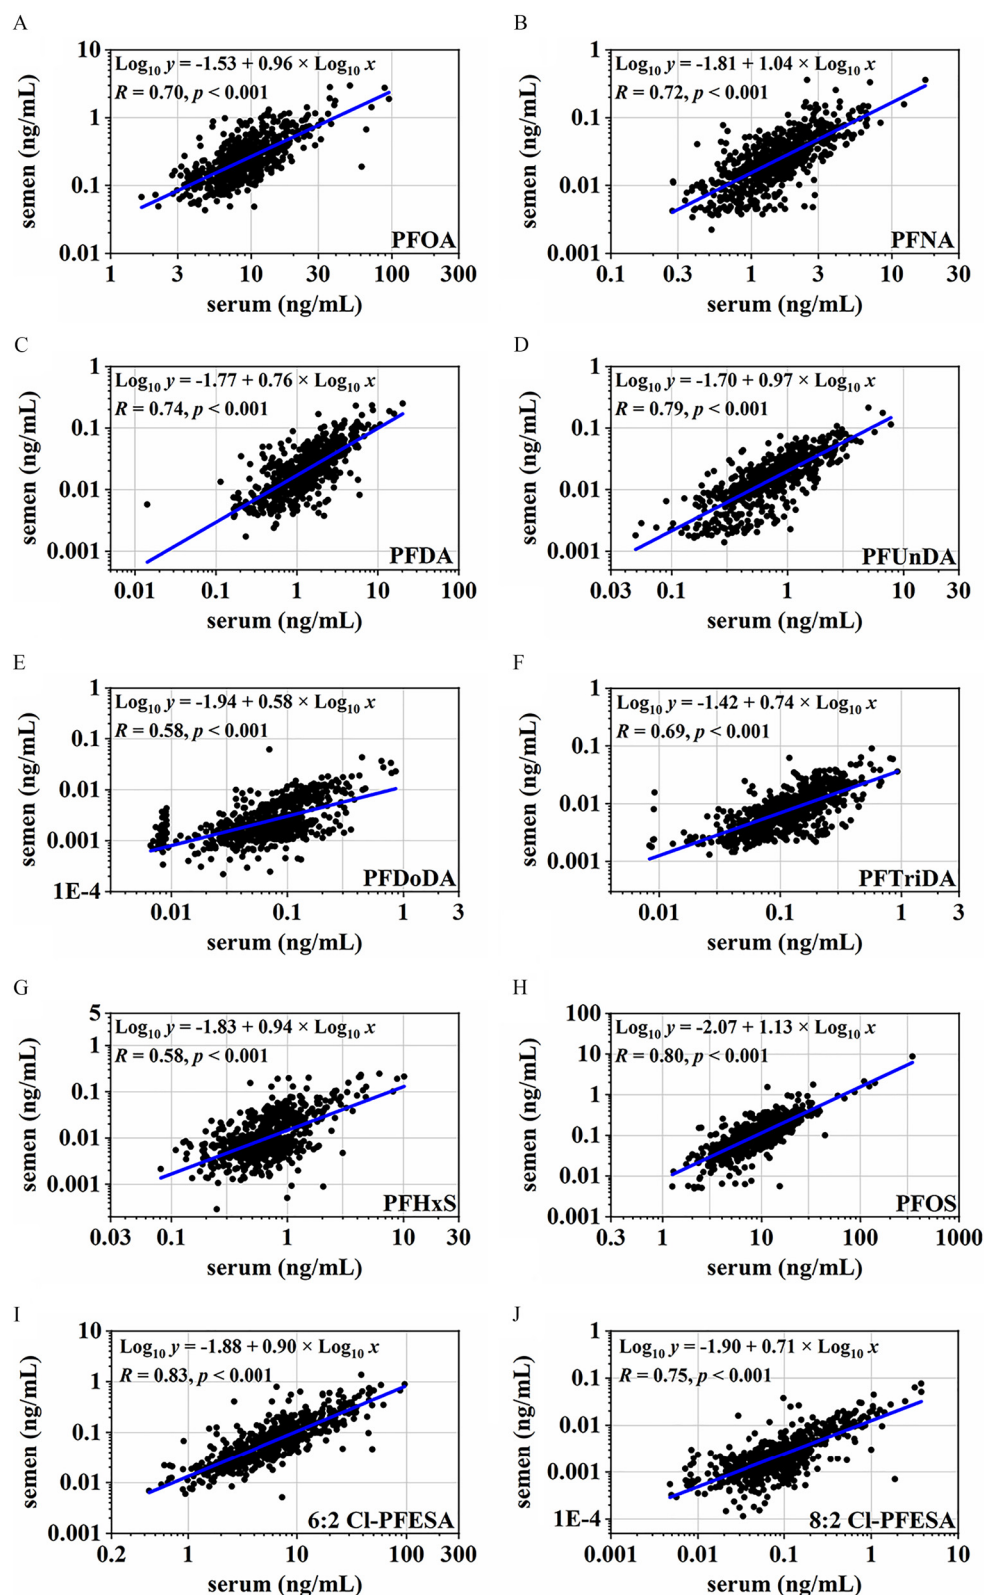 A
Log10 y = -1.53 + 0.96 × Log10 x
R = 0.70, p < 0.001
semen (ng/mL)
10
1
0.1
0.01
PFOA
1 3 10 30 100 300
serum (ng/mL)
B
Log10 y = -1.81 + 1.04 × Log10 x
R = 0.72, p < 0.001
semen (ng/mL)
1
0.1
0.01
0.001
PFNA
0.1 0.3 1 3 10 30
serum (ng/mL)
C
Log10 y = -1.77 + 0.76 × Log10 x
R = 0.74, p < 0.001
semen (ng/mL)
1
0.1
0.01
0.001
PFDA
0.01 0.1 1 10 100
serum (ng/mL)
D
Log10 y = -1.70 + 0.97 × Log10 x
R = 0.79, p < 0.001
semen (ng/mL)
1
0.1
0.01
0.001
PFUnDA
0.03 0.1 1 10 30
serum (ng/mL)
E
Log10 y = -1.94 + 0.58 × Log10 x
R = 0.58, p < 0.001
semen (ng/mL)
1
0.1
0.01
0.001
1E-4
PFDoDA
0.01 0.1 1 3
serum (ng/mL)
F
Log10 y = -1.42 + 0.74 × Log10 x
R = 0.69, p < 0.001
semen (ng/mL)
1
0.1
0.01
0.001
PFTriDA
0.01 0.1 1 3
serum (ng/mL)
G
Log10 y = -1.83 + 0.94 × Log10 x
R = 0.58, p < 0.001
semen (ng/mL)
5
1
0.1
0.01
0.001
PFHxS
0.03 0.1 1 10 30
serum (ng/mL)
H
Log10 y = -2.07 + 1.13 × Log10 x
R = 0.80, p < 0.001
semen (ng/mL)
100
10
1
0.1
0.01
0.001
PFOS
0.3 1 10 100 1000
serum (ng/mL)
I
Log10 y = -1.88 + 0.90 × Log10 x
R = 0.83, p < 0.001
semen (ng/mL)
10
1
0.1
0.01
0.001
6:2 Cl-PFESA
0.2 1 10 100 300
serum (ng/mL)
J
Log10 y = -1.90 + 0.71 × Log10 x
R = 0.75, p < 0.001
semen (ng/mL)
1
0.1
0.01
0.001
1E-4
8:2 Cl-PFESA
0.001 0.01 0.1 1 10
serum (ng/mL)